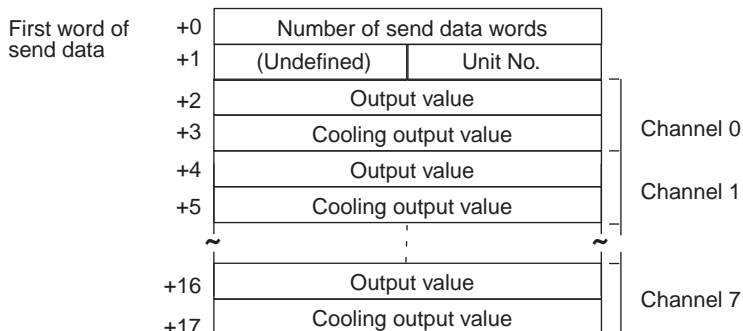 First word of
send data
+0 Number of send data words
+1 (Undefined) Unit No.
+2 Output value
+3 Cooling output value
Channel 0
+4 Output value
+5 Cooling output value
Channel 1
~ ~
+16 Output value
+17 Cooling output value
Channel 7